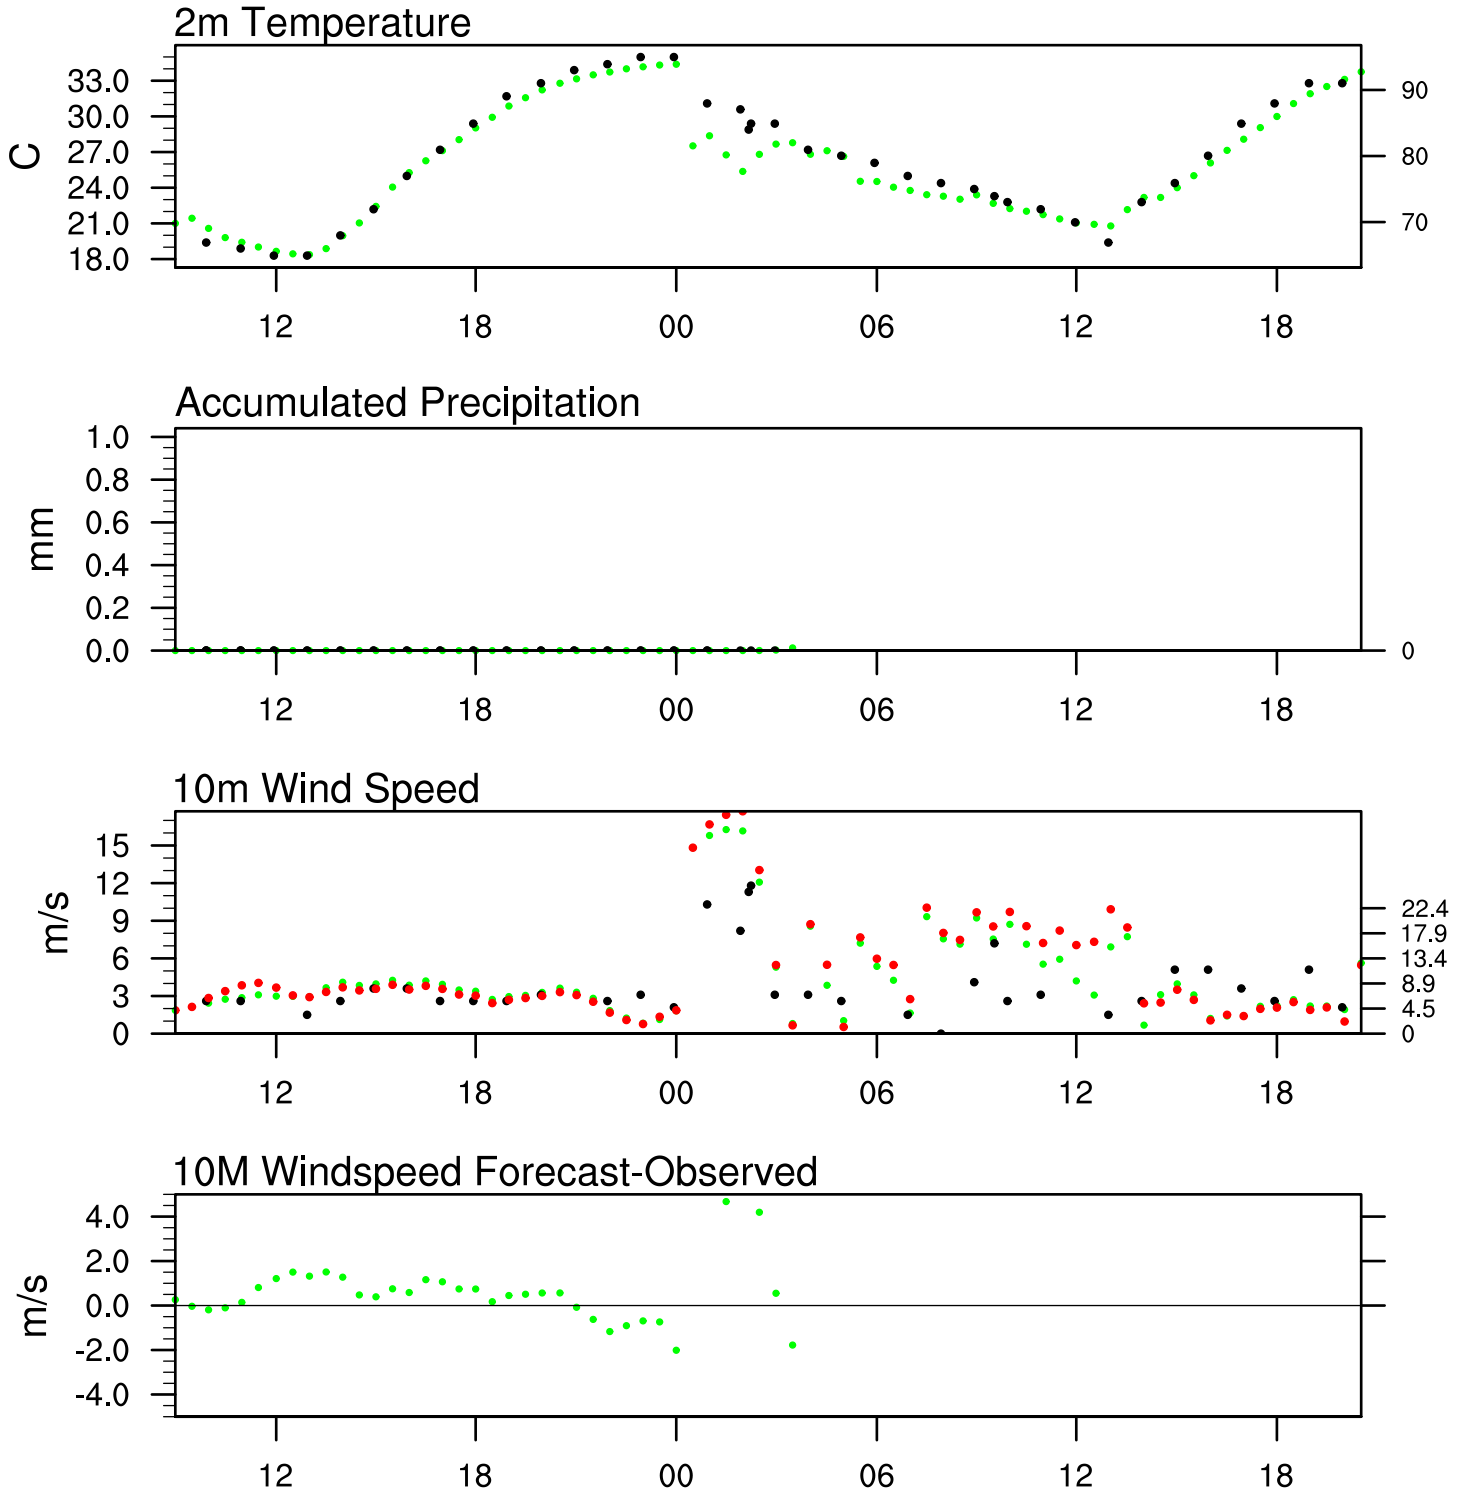 2m Temperature
33.0
30.0
27.0
24.0
21.0
18.0
C
90
80
70
12 18 00 06 12 18
Accumulated Precipitation
1.0
0.8
0.6
0.4
0.2
0.0
mm
0
12 18 00 06 12 18
10m Wind Speed
15
12
9
6
3
0
m/s
22.4
17.9
13.4
8.9
4.5
0
12 18 00 06 12 18
10M Windspeed Forecast-Observed
4.0
2.0
0.0
-2.0
-4.0
m/s
12 18 00 06 12 18